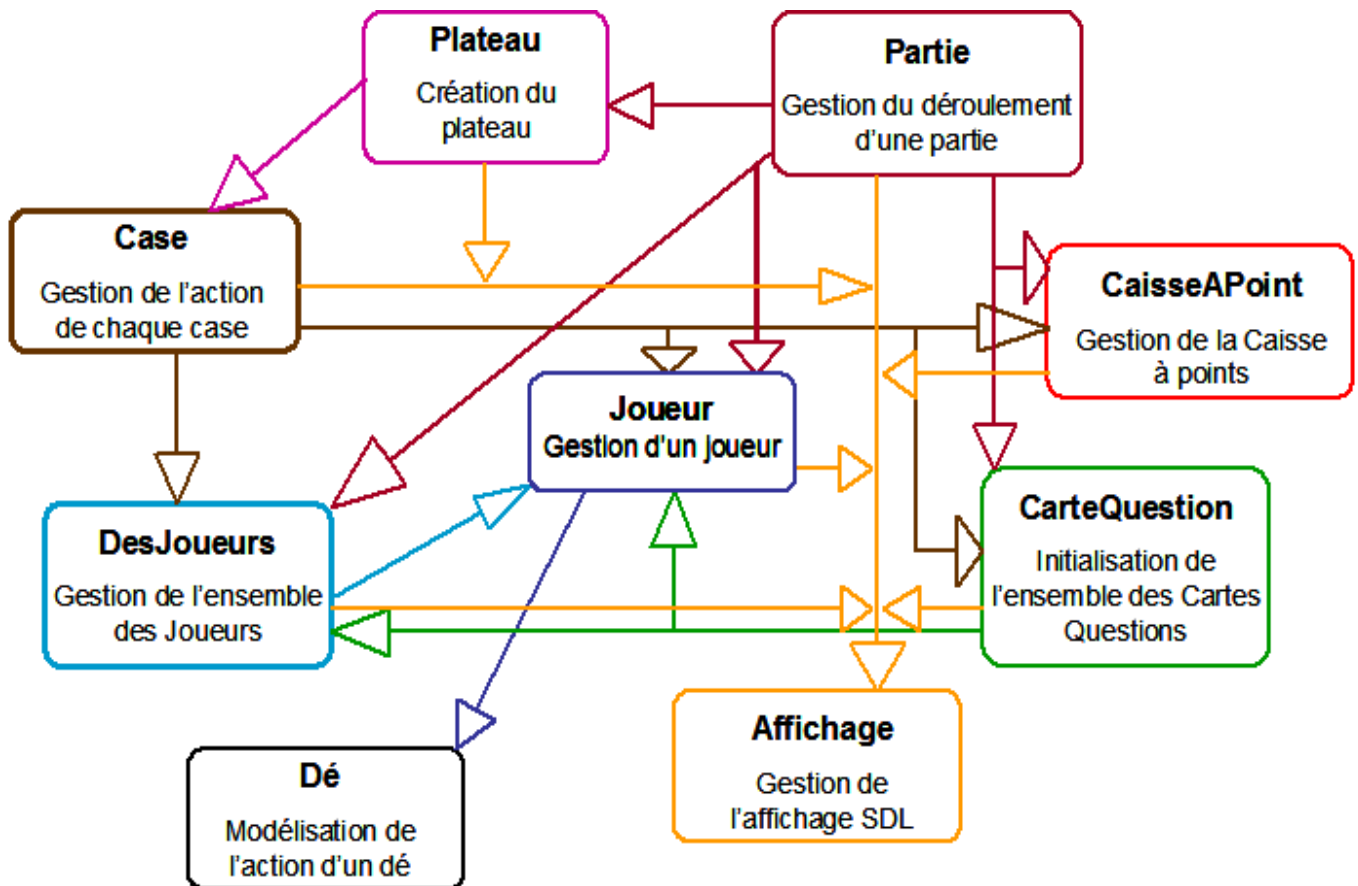 Plateau
Création du
plateau
Partie
Gestion du déroulement
d'une partie
Case
Gestion de l'action
de chaque case
CaisseAPoint
Gestion de la Caisse
à points
Joueur
Gestion d'un joueur
DesJoueurs
Gestion de l'ensemble
des Joueurs
CarteQuestion
Initialisation de
l'ensemble des Cartes
Questions
Affichage
Gestion de
l'affichage SDL
Dé
Modélisation de
l'action d'un dé